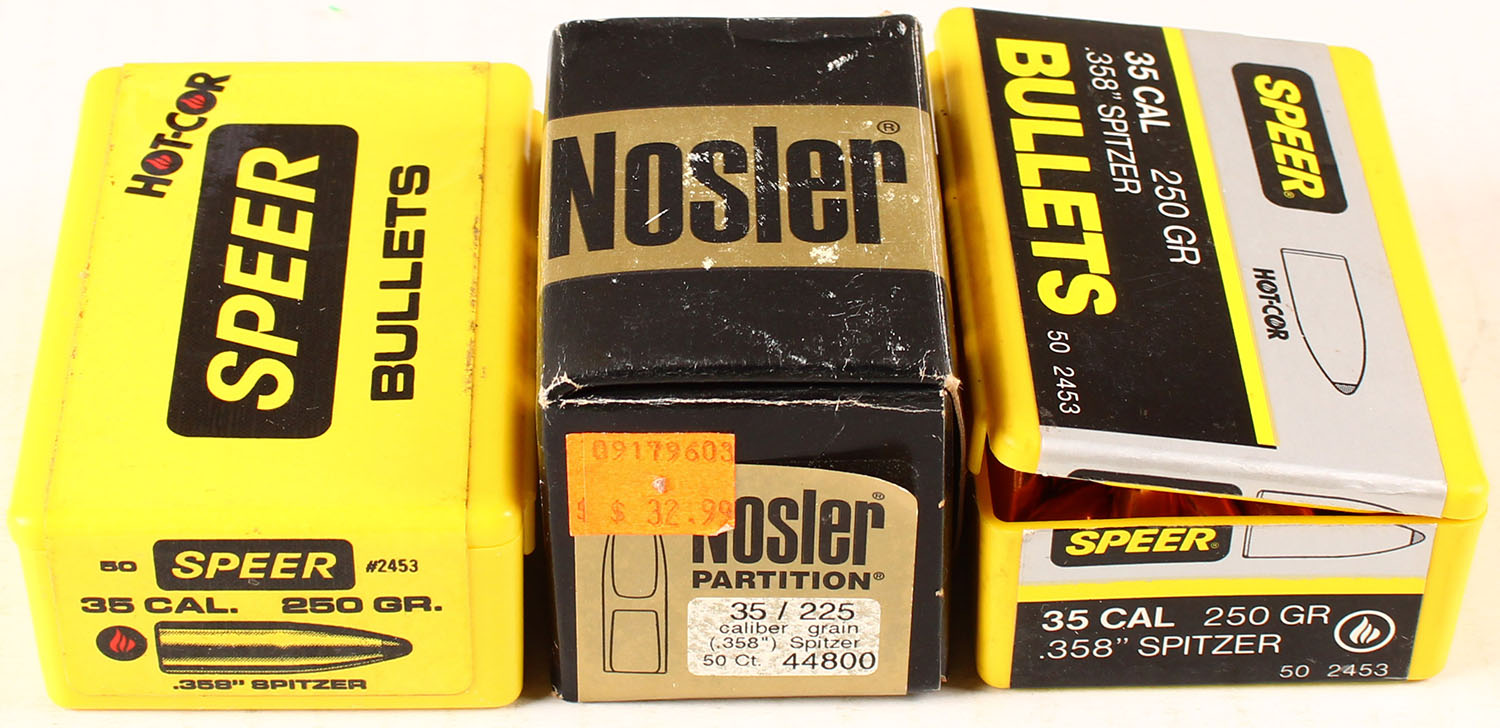 HOT-COR
SPEER
BULLETS
50 SPEER #2453
35 CAL. 250 GR.
.358" SPITZER
Nosler®
09179603
$ $ 32.99
Nosler®
PARTITION®
35 / 225
caliber grain
(.358") Spitzer
50 Ct. 44800
SPEER®
HOT-COR
35 CAL 250 GR
.358" SPITZER
BULLETS
50 2453
SPEER®
35 CAL 250 GR
.358" SPITZER
50 2453